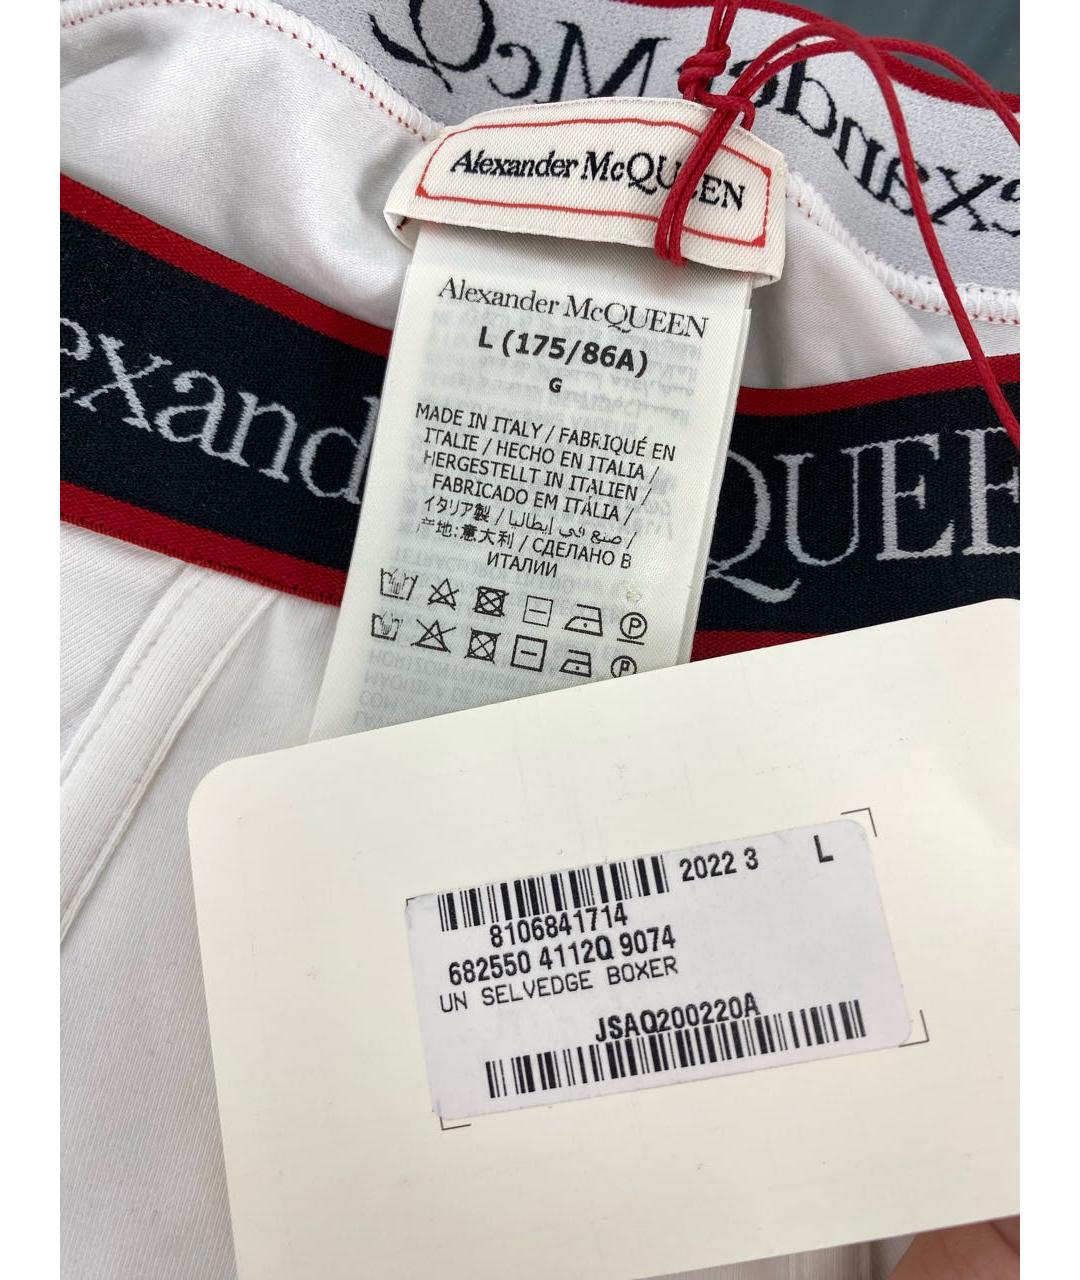 Alexander McQUEEN
Alexander McQUEEN
L (175/86A)
G
MADE IN ITALY / FABRIQUÉ EN
ITALIE / HECHO EN ITALIA /
HERGESTELLT IN ITALIEN /
FABRICADO EM ITÁLIA /
イタリア製 / صنع في إيطاليا /
产地:意大利 / СДЕЛАНО В
ИТАЛИИ
exand QUEE
2022 3 L
8106841714
682550 4112Q 9074
UN SELVEDGE BOXER
JSAQ200220A